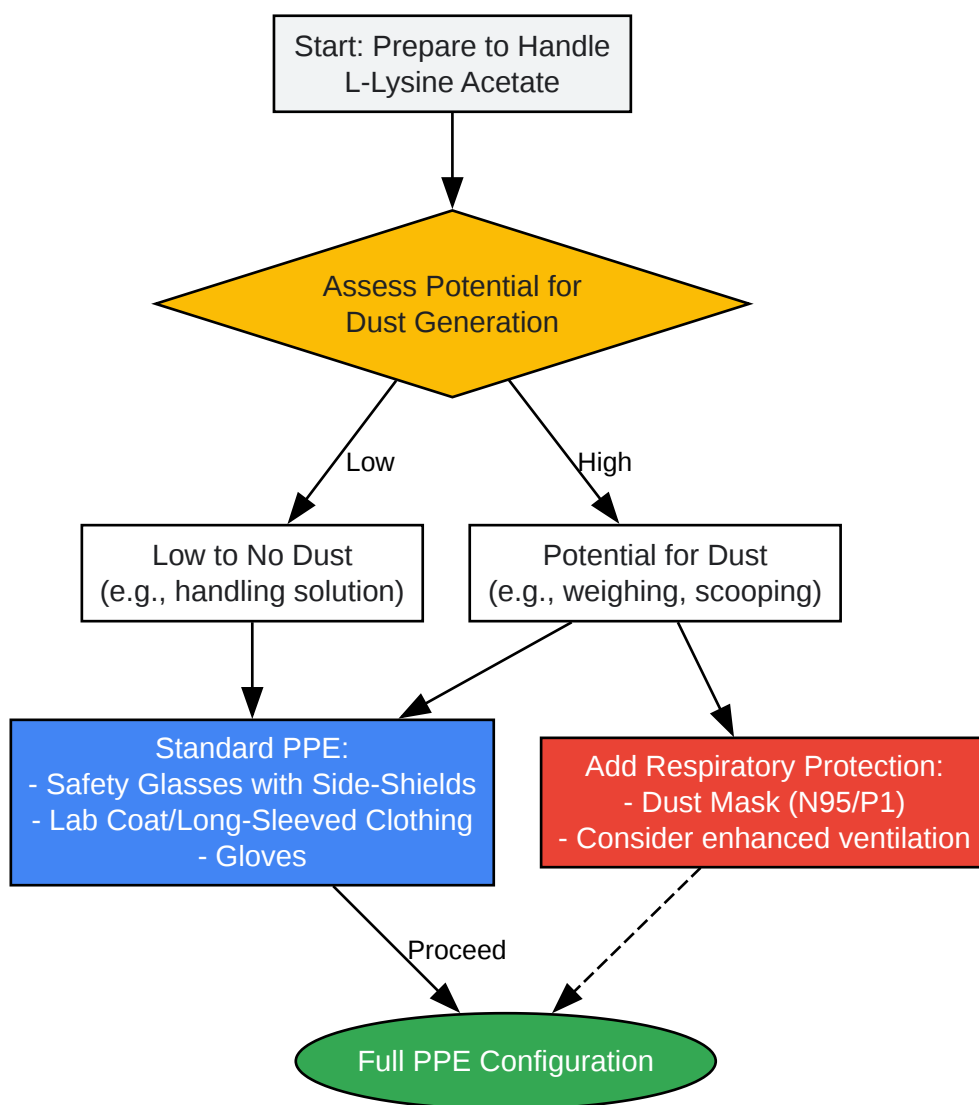 Start: Prepare to Handle
L-Lysine Acetate
Assess Potential for
Dust Generation
Low
High
Low to No Dust
(e.g., handling solution)
Potential for Dust
(e.g., weighing, scooping)
Standard PPE:
- Safety Glasses with Side-Shields
- Lab Coat/Long-Sleeved Clothing
- Gloves
Add Respiratory Protection:
- Dust Mask (N95/P1)
- Consider enhanced ventilation
Proceed
Full PPE Configuration